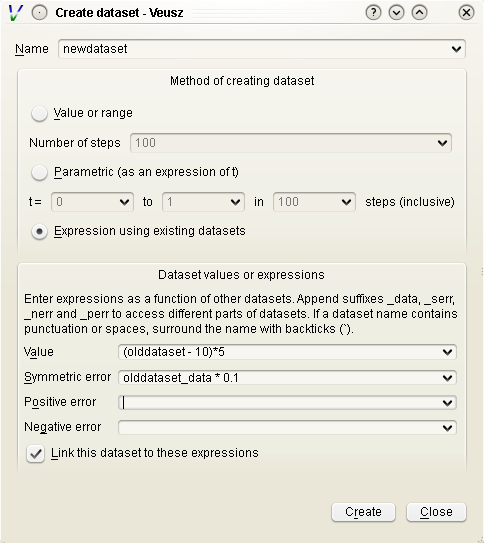 Create dataset - Veusz
Name newdataset
Method of creating dataset
Value or range
Number of steps 100
Parametric (as an expression of t)
t = 0 to 1 in 100 steps (inclusive)
Expression using existing datasets
Dataset values or expressions
Enter expressions as a function of other datasets. Append suffixes _data, _serr,
_nerr and _perr to access different parts of datasets. If a dataset name contains
punctuation or spaces, surround the name with backticks (`).
Value (olddataset - 10)*5
Symmetric error olddataset_data * 0.1
Positive error
Negative error
Link this dataset to these expressions
Create Close